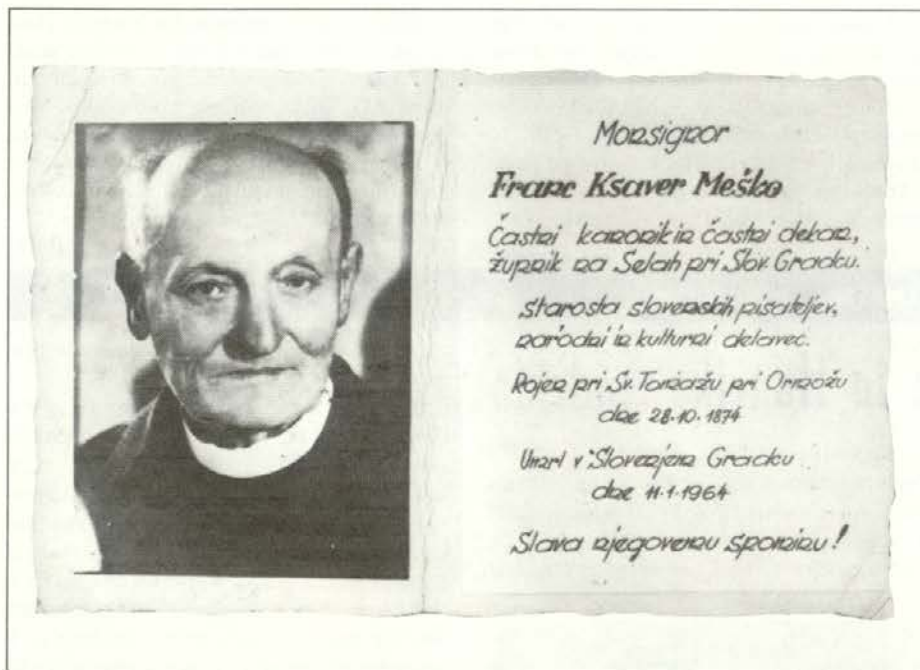 Monsignor
Franc Ksaver Meško
Častni kanonik in častni dekan,
župnik na Selah pri Slov. Gradcu.
starosta slovenskih pisateljev,
narodni in kulturni delavec.
Rojen pri Sv. Tomažu pri Ormožu
dne 28.10.1874
Umrl v Slovenjem Gradcu
dne 11.1.1964
Slava njegovemu spominu!